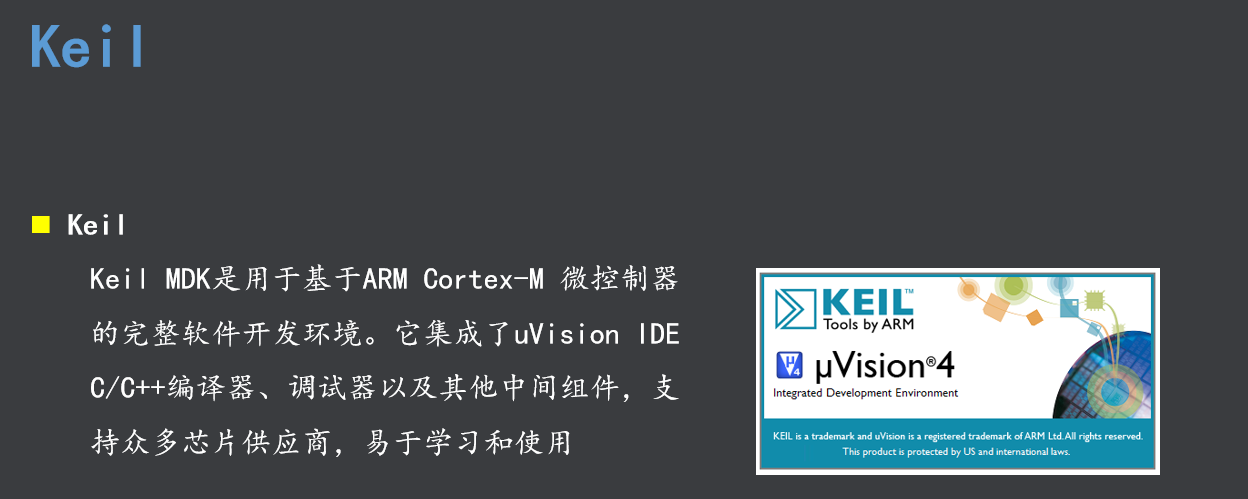 Keil
Keil
Keil MDK是用于基于ARM Cortex-M 微控制器
的完整软件开发环境。它集成了uVision IDE
C/C++编译器、调试器以及其他中间组件，支
持众多芯片供应商，易于学习和使用
KEIL™
Tools by ARM
µVision®4
Integrated Development Environment
KEIL is a trademark and uVision is a registered trademark of ARM Ltd.All rights reserved.
This product is protected by US and international laws.